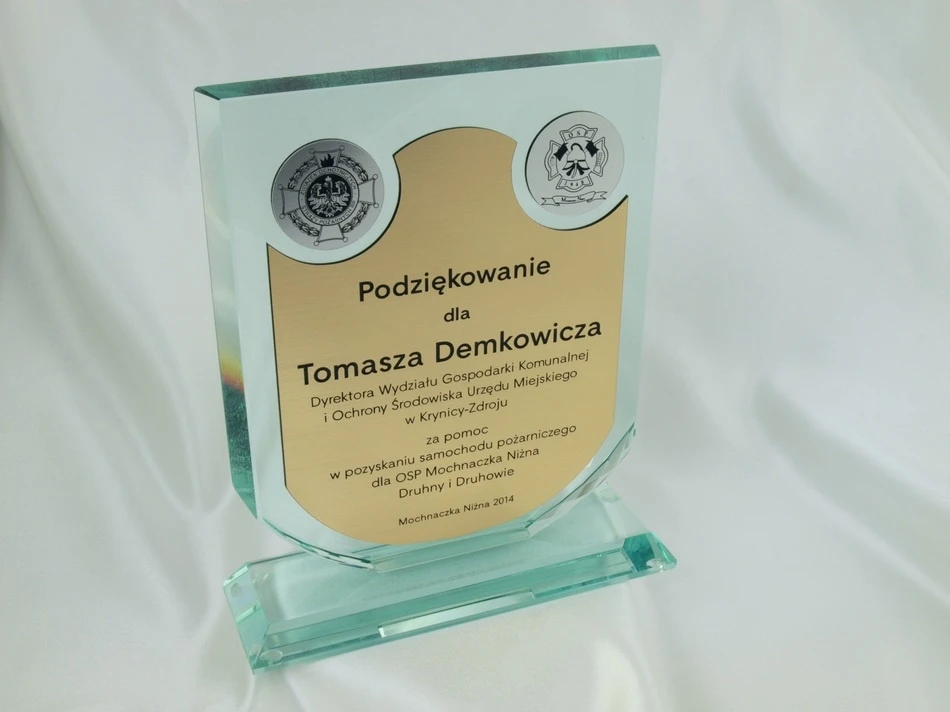 OSP
Podziękowanie
dla
Tomasza Demkowicza
Dyrektora Wydziału Gospodarki Komunalnej
i Ochrony Środowiska Urzędu Miejskiego
w Krynicy-Zdroju
za pomoc
w pozyskaniu samochodu pożarniczego
dla OSP Mochnaczka Niżna
Druhny i Druhowie
Mochnaczka Niżna 2014